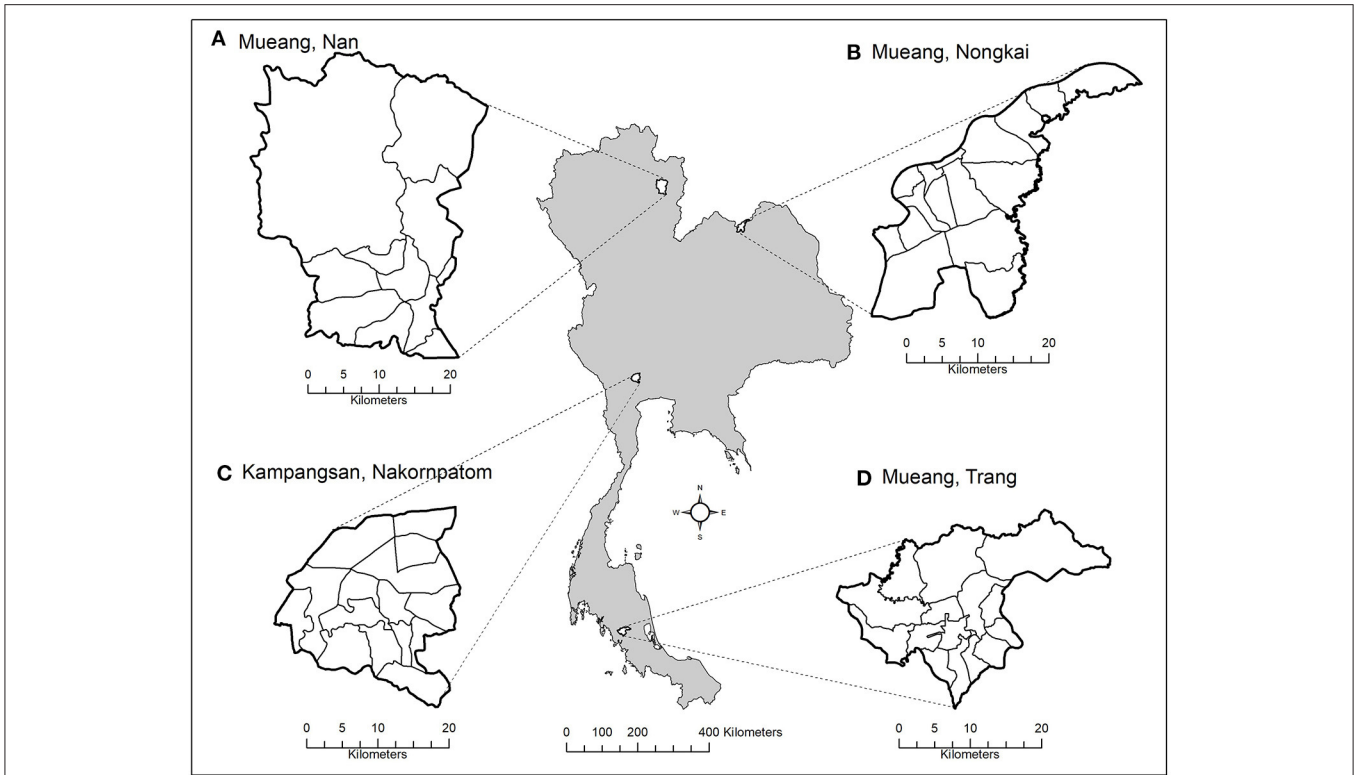 A Mueang, Nan
B Mueang, Nongkai
0 5 10 20
Kilometers
0 5 10 20
Kilometers
C Kampangsan, Nakornpatom
D Mueang, Trang
N
W E
S
0 5 10 20
Kilometers
0 100 200 400 Kilometers
0 5 10 20
Kilometers